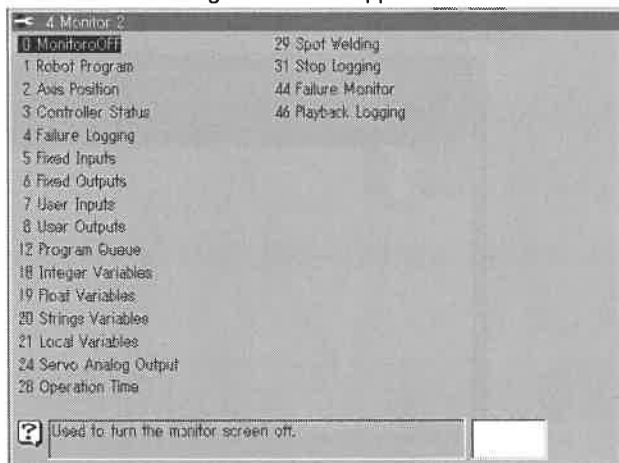 4 Monitor 2
0 MonitoroOFF
1 Robot Program
2 Axis Position
3 Controller Status
4 Failure Logging
5 Fixed Inputs
6 Fixed Outputs
7 User Inputs
8 User Outputs
12 Program Queue
18 Integer Variables
19 Float Variables
20 Strings Variables
21 Local Variables
24 Servo Analog Output
28 Operation Time
29 Spot Welding
31 Stop Logging
44 Failure Monitor
46 Playback Logging
Used to turn the monitor screen off.